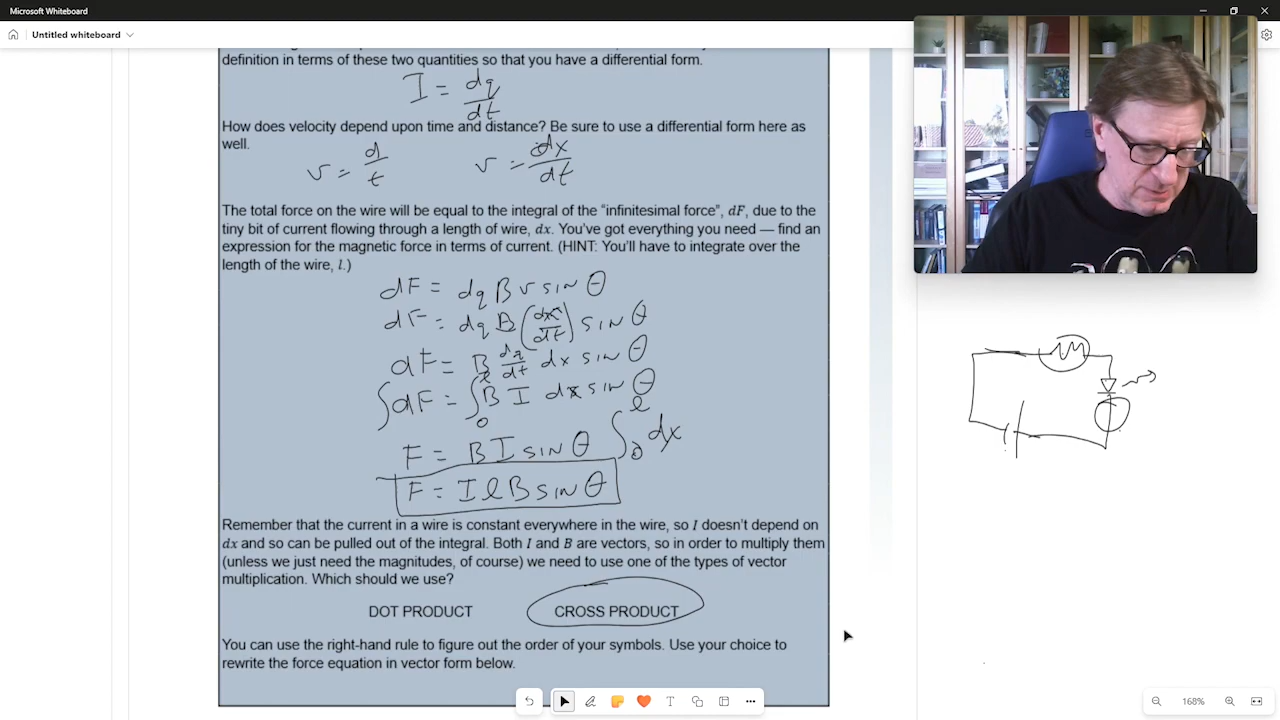 Microsoft Whiteboard
Untitled whiteboard
definition in terms of these two quantities so that you have a differential form.
I = dq/dt
How does velocity depend upon time and distance? Be sure to use a differential form here as
well.
v = d/t v = dx/dt
The total force on the wire will be equal to the integral of the “infinitesimal force”, dF, due to the
tiny bit of current flowing through a length of wire, dx. You’ve got everything you need — find an
expression for the magnetic force in terms of current. (HINT: You’ll have to integrate over the
length of the wire, l.)
dF = dq B v sin θ
dF = dq B (dx/dt) sin θ
dF = B dq/dt dx sin θ
∫dF = ∫₀ˡ B I dx sin θ
F = B I sin θ ∫₀ˡ dx
F = I l B sin θ
Remember that the current in a wire is constant everywhere in the wire, so I doesn’t depend on
dx and so can be pulled out of the integral. Both I and B are vectors, so in order to multiply them
(unless we just need the magnitudes, of course) we need to use one of the types of vector
multiplication. Which should we use?
DOT PRODUCT CROSS PRODUCT
You can use the right-hand rule to figure out the order of your symbols. Use your choice to
rewrite the force equation in vector form below.
168%